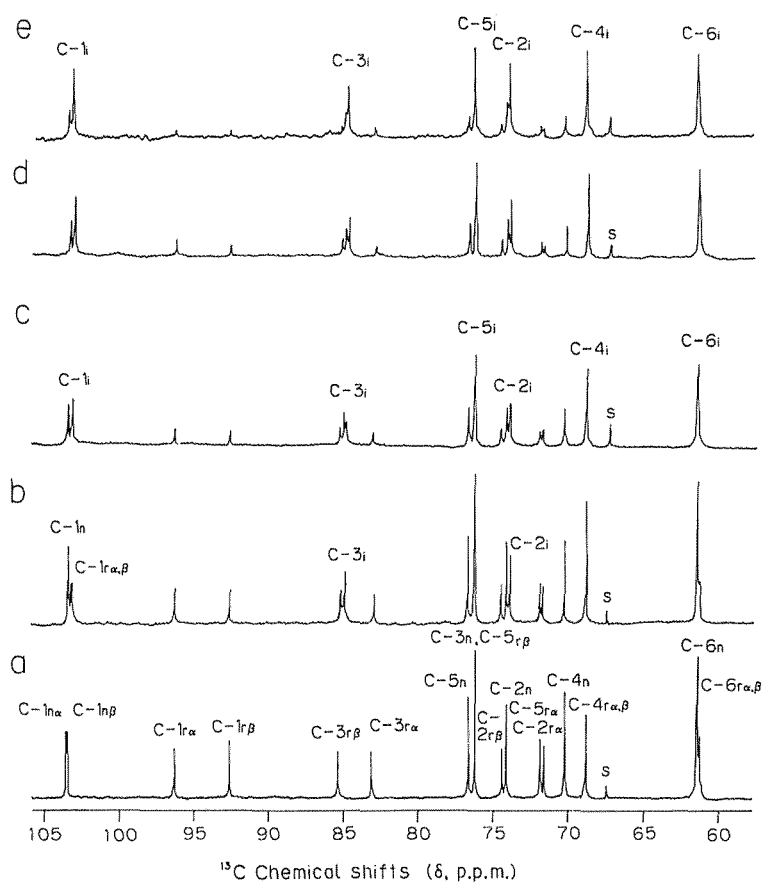 e
C-1i
C-3i
C-5i
C-2i
C-4i
C-6i
d
S
c
C-1i
C-3i
C-5i
C-2i
C-4i
C-6i
S
b
C-1n
C-1rα,β
C-3i
C-2i
S
a
C-1nα
C-1nβ
C-1rα
C-1rβ
C-3rβ
C-3rα
C-3n, C-5rβ
C-5n
C-2rβ
C-2n
C-5rα
C-2rα
C-4n
C-4rα,β
C-6n
C-6rα,β
S
105 100 95 90 85 80 75 70 65 60
¹³C Chemical shifts (δ, p.p.m.)